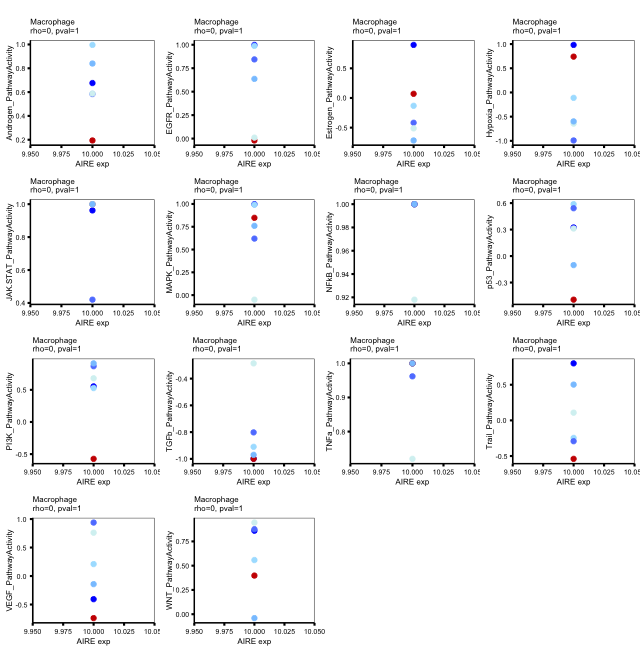 Macrophage
rho=0, pval=1
Androgen_PathwayActivity
1.0
0.8
0.6
0.4
0.2
9.950 9.975 10.000 10.025 10.05
AIRE exp
Macrophage
rho=0, pval=1
EGFR_PathwayActivity
1.00
0.75
0.50
0.25
0.00
9.950 9.975 10.000 10.025 10.05
AIRE exp
Macrophage
rho=0, pval=1
Estrogen_PathwayActivity
0.5
0.0
-0.5
9.950 9.975 10.000 10.025 10.05
AIRE exp
Macrophage
rho=0, pval=1
Hypoxia_PathwayActivity
1.0
0.5
0.0
-0.5
-1.0
9.950 9.975 10.000 10.025 10.05
AIRE exp
Macrophage
rho=0, pval=1
JAK.STAT_PathwayActivity
1.0
0.8
0.6
0.4
9.950 9.975 10.000 10.025 10.05
AIRE exp
Macrophage
rho=0, pval=1
MAPK_PathwayActivity
1.00
0.75
0.50
0.25
0.00
9.950 9.975 10.000 10.025 10.05
AIRE exp
Macrophage
rho=0, pval=1
NFkB_PathwayActivity
1.00
0.98
0.96
0.94
0.92
9.950 9.975 10.000 10.025 10.05
AIRE exp
Macrophage
rho=0, pval=1
p53_PathwayActivity
0.6
0.3
0.0
-0.3
9.950 9.975 10.000 10.025 10.05
AIRE exp
Macrophage
rho=0, pval=1
PI3K_PathwayActivity
0.5
0.0
-0.5
9.950 9.975 10.000 10.025 10.05
AIRE exp
Macrophage
rho=0, pval=1
TGFb_PathwayActivity
-0.4
-0.6
-0.8
-1.0
9.950 9.975 10.000 10.025 10.05
AIRE exp
Macrophage
rho=0, pval=1
TNFa_PathwayActivity
1.0
0.9
0.8
9.950 9.975 10.000 10.025 10.05
AIRE exp
Macrophage
rho=0, pval=1
Trail_PathwayActivity
0.5
0.0
-0.5
9.950 9.975 10.000 10.025 10.05
AIRE exp
Macrophage
rho=0, pval=1
VEGF_PathwayActivity
1.0
0.5
0.0
-0.5
9.950 9.975 10.000 10.025 10.05
AIRE exp
Macrophage
rho=0, pval=1
WNT_PathwayActivity
0.75
0.50
0.25
0.00
9.950 9.975 10.000 10.025 10.050
AIRE exp